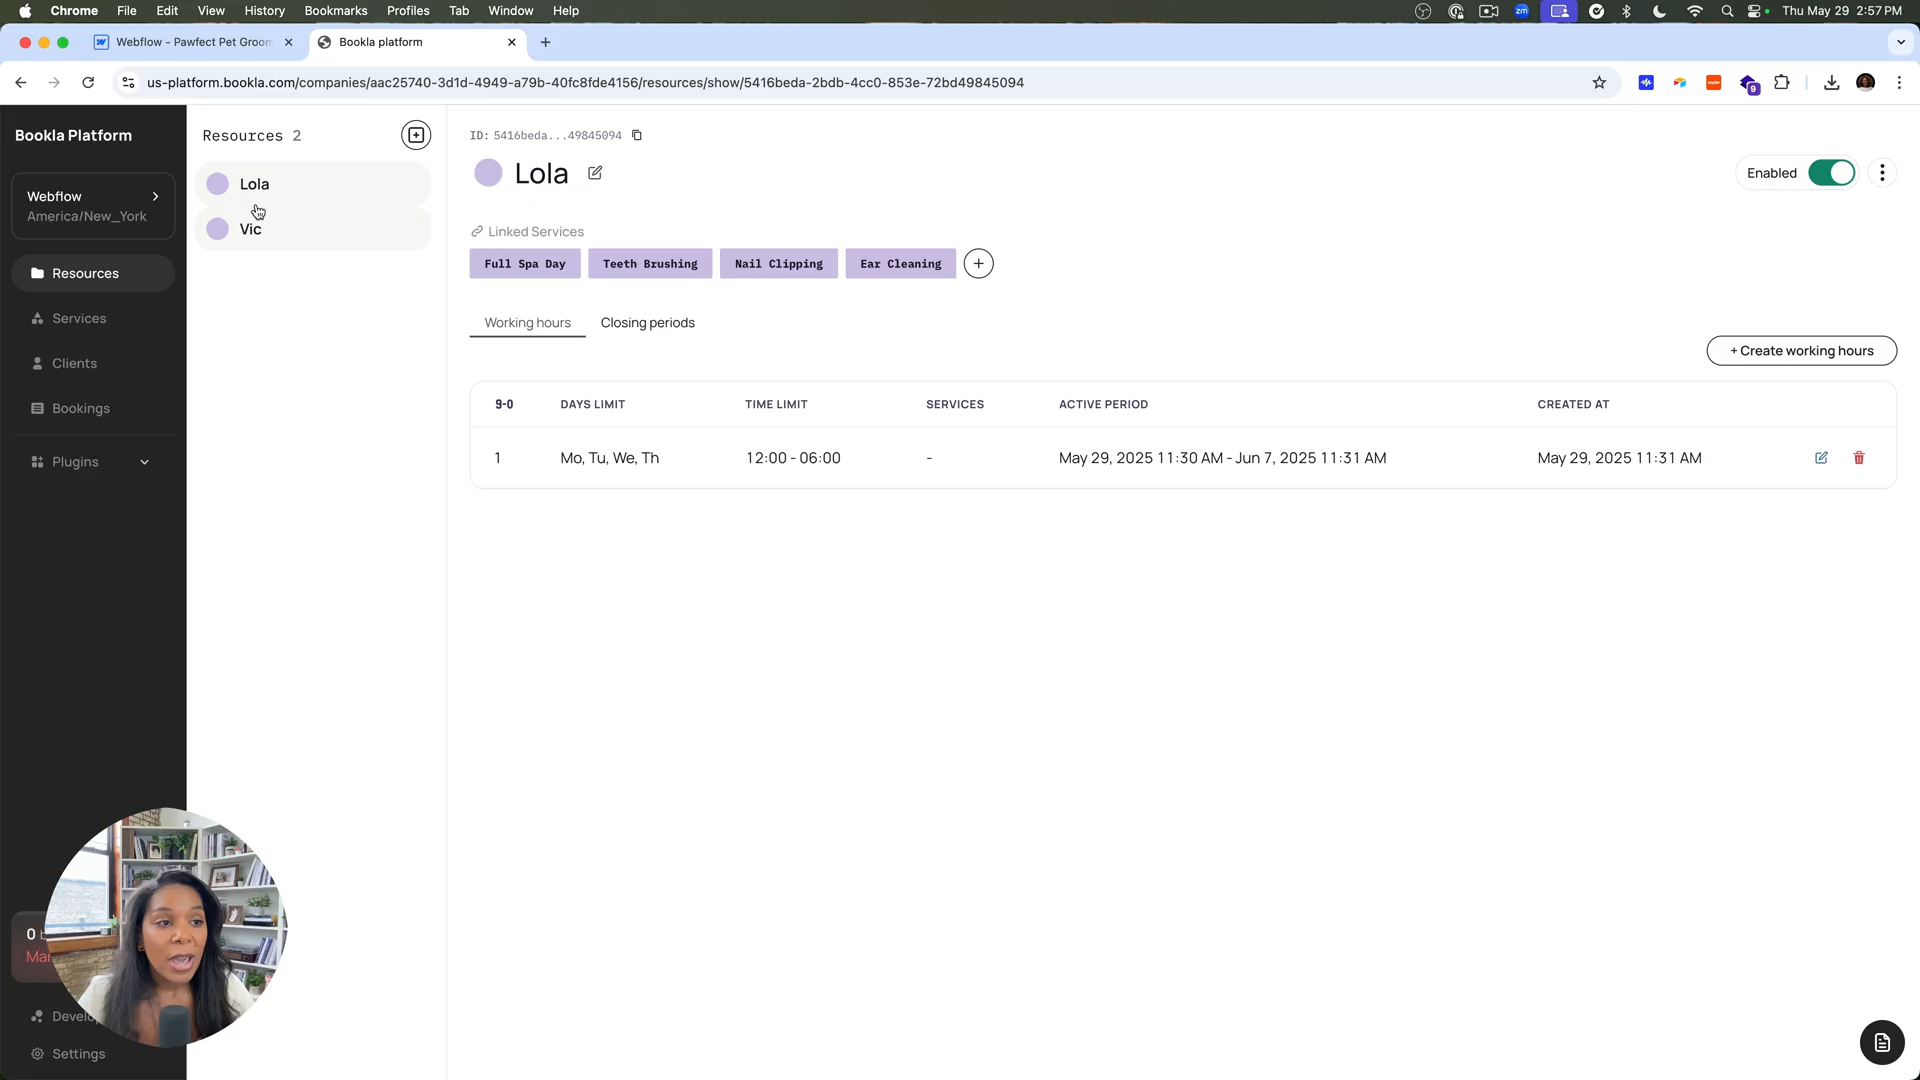 Chrome File Edit View History Bookmarks Profiles Tab Window Help
zm
Thu May 29 2:57 PM
Webflow - Pawfect Pet Groom
Bookla platform
us-platform.bookla.com/companies/aac25740-3d1d-4949-a79b-40fc8fde4156/resources/show/5416beda-2bdb-4cc0-853e-72bd49845094
9
Bookla Platform
Webflow
America/New_York
Resources
Services
Clients
Bookings
Plugins
0
Settings
Resources 2
Lola
Vic
ID: 5416beda...49845094
Lola
Enabled
Linked Services
Full Spa Day
Teeth Brushing
Nail Clipping
Ear Cleaning
Working hours
Closing periods
+ Create working hours
9-0 DAYS LIMIT TIME LIMIT SERVICES ACTIVE PERIOD CREATED AT
1 Mo, Tu, We, Th 12:00 - 06:00 - May 29, 2025 11:30 AM - Jun 7, 2025 11:31 AM May 29, 2025 11:31 AM